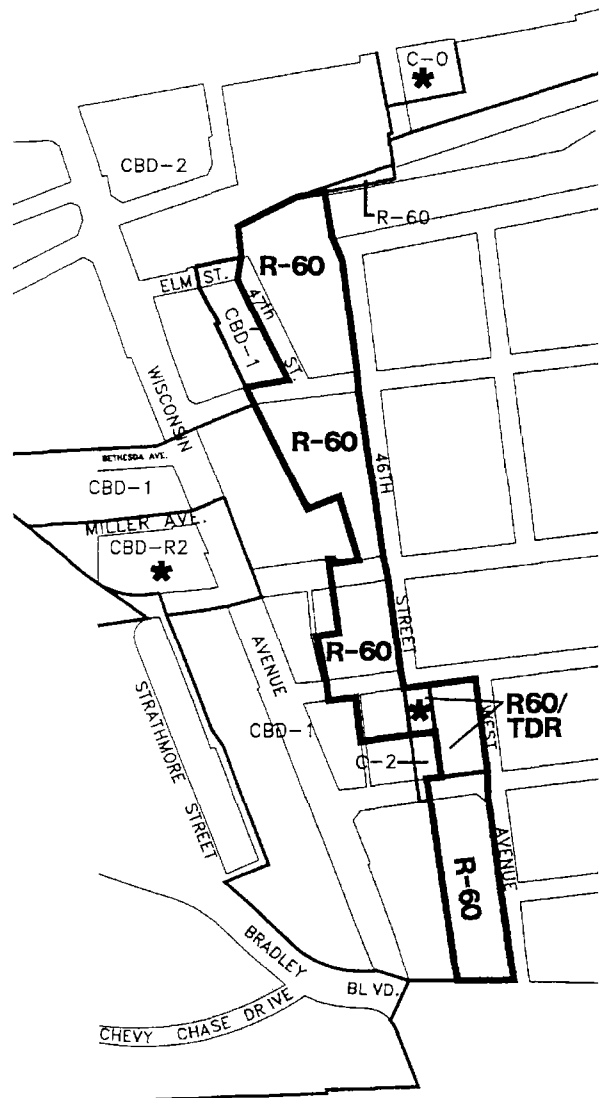 C-O
*
CBD-2
R-60
R-60
ELM ST.
47th
ST.
CBD-1
WISCONSIN
R-60
46TH
BETHESDA AVE.
CBD-1
MILLER AVE.
CBD-R2
*
STREET
AVENUE
R-60
STRATHMORE
STREET
CBD-1
*
R60/
TDR
WEST
C-2
AVENUE
R-60
BRADLEY
BLVD.
CHEVY CHASE DRIVE